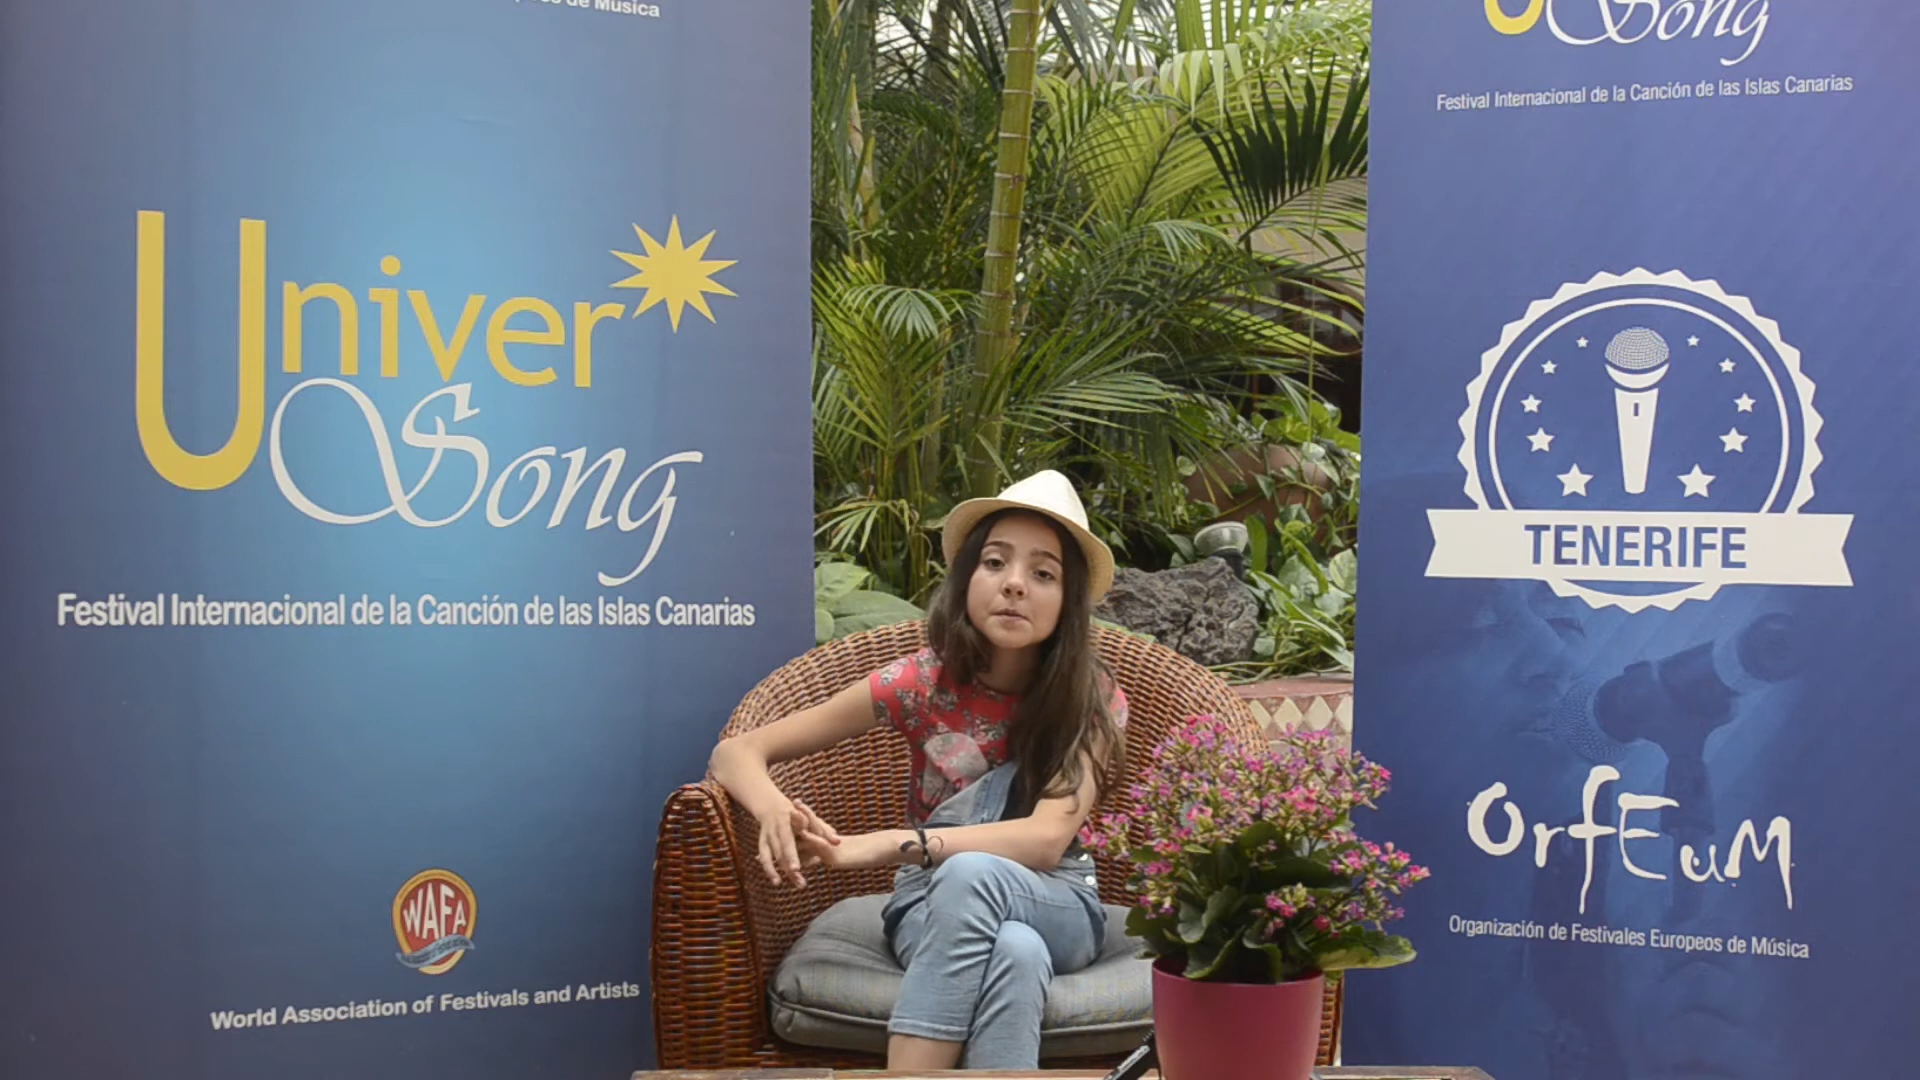 de Música
Univer
Song
Festival Internacional de la Canción de las Islas Canarias
WAFA
World Association of Festivals and Artists
U Song
Festival Internacional de la Canción de las Islas Canarias
TENERIFE
OrfEuM
Organización de Festivales Europeos de Música